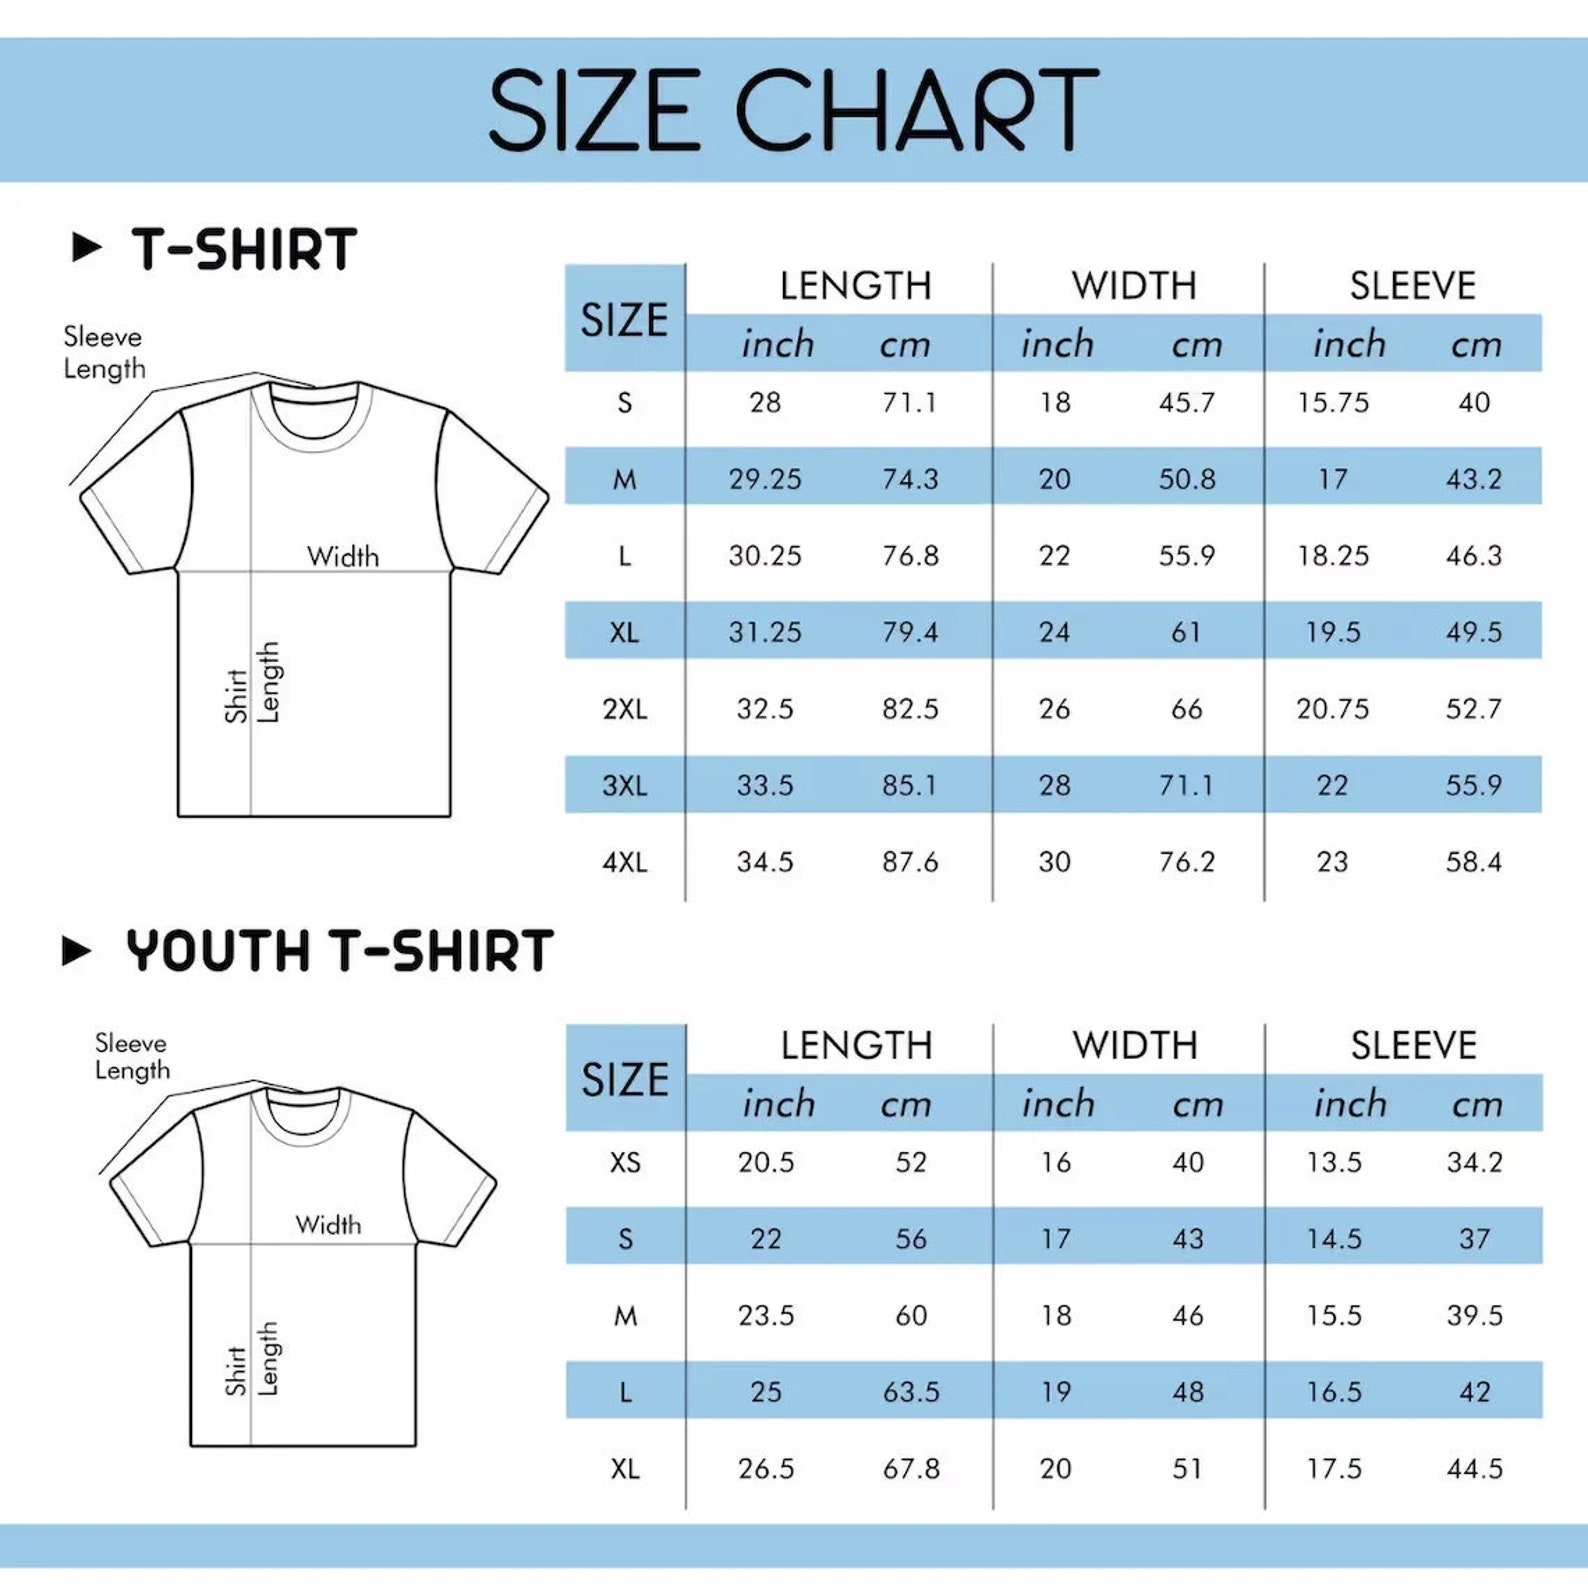 SIZE CHART
T-SHIRT
Sleeve
Length
Width
Shirt
Length
SIZE LENGTH WIDTH SLEEVE
inch cm inch cm inch cm
S 28 71.1 18 45.7 15.75 40
M 29.25 74.3 20 50.8 17 43.2
L 30.25 76.8 22 55.9 18.25 46.3
XL 31.25 79.4 24 61 19.5 49.5
2XL 32.5 82.5 26 66 20.75 52.7
3XL 33.5 85.1 28 71.1 22 55.9
4XL 34.5 87.6 30 76.2 23 58.4
YOUTH T-SHIRT
Sleeve
Length
Width
Shirt
Length
SIZE LENGTH WIDTH SLEEVE
inch cm inch cm inch cm
XS 20.5 52 16 40 13.5 34.2
S 22 56 17 43 14.5 37
M 23.5 60 18 46 15.5 39.5
L 25 63.5 19 48 16.5 42
XL 26.5 67.8 20 51 17.5 44.5